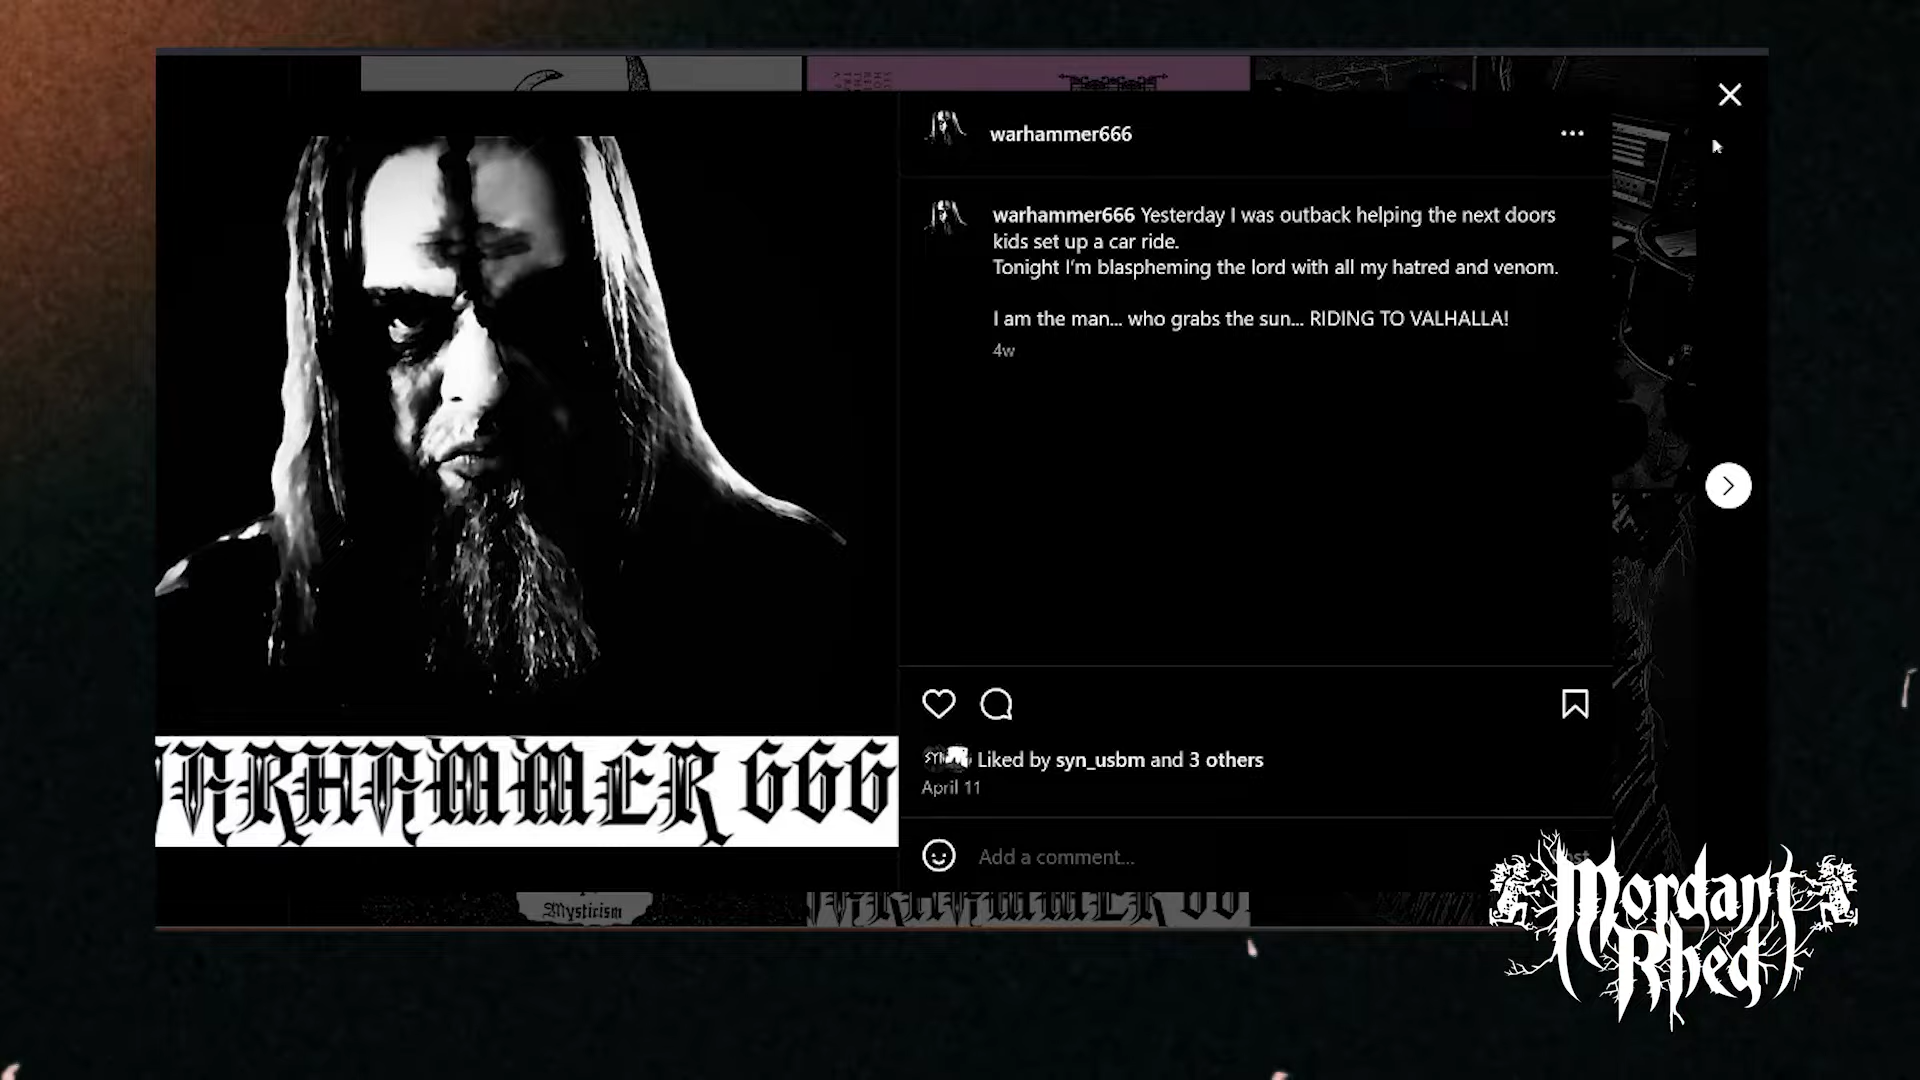 warhammer666
warhammer666 Yesterday I was outback helping the next doors
kids set up a car ride.
Tonight I'm blaspheming the lord with all my hatred and venom.
I am the man... who grabs the sun... RIDING TO VALHALLA!
4w
WARHAMMER 666
Liked by syn_usbm and 3 others
April 11
Add a comment...
Mysticism
Mordant
Rhed